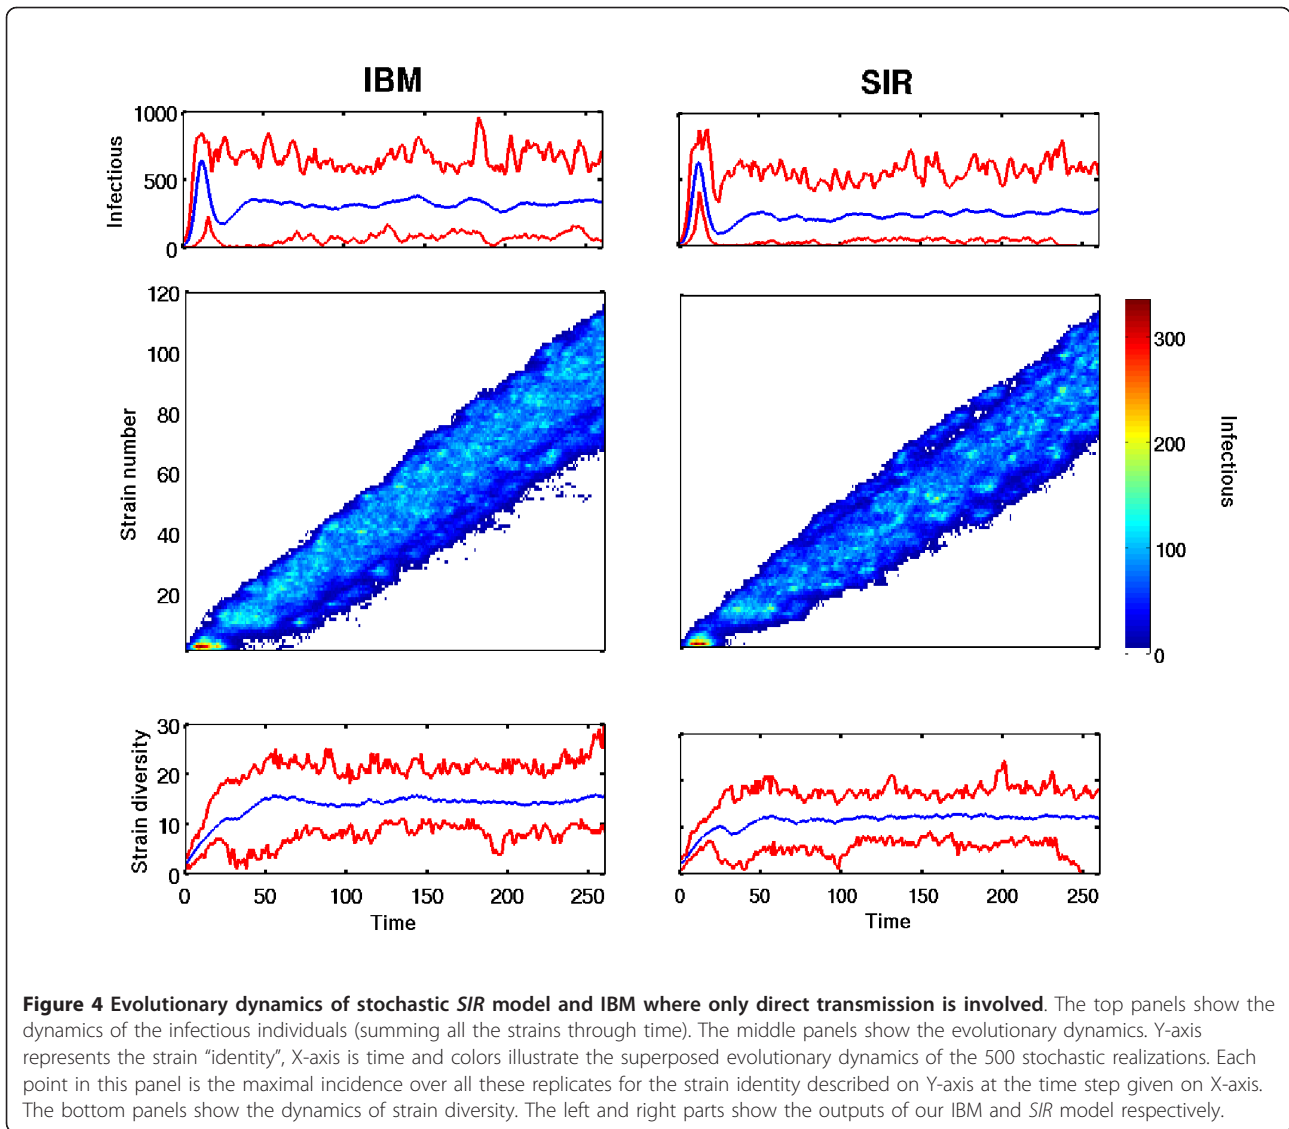 IBM
SIR
1000
500
0
Infectious
120
100
80
60
40
20
Strain number
300
200
100
0
Infectious
30
20
10
0
Strain diversity
0 50 100 150 200 250
Time
0 50 100 150 200 250
Time
Figure 4 Evolutionary dynamics of stochastic SIR model and IBM where only direct transmission is involved. The top panels show the
dynamics of the infectious individuals (summing all the strains through time). The middle panels show the evolutionary dynamics. Y-axis
represents the strain “identity”, X-axis is time and colors illustrate the superposed evolutionary dynamics of the 500 stochastic realizations. Each
point in this panel is the maximal incidence over all these replicates for the strain identity described on Y-axis at the time step given on X-axis.
The bottom panels show the dynamics of strain diversity. The left and right parts show the outputs of our IBM and SIR model respectively.